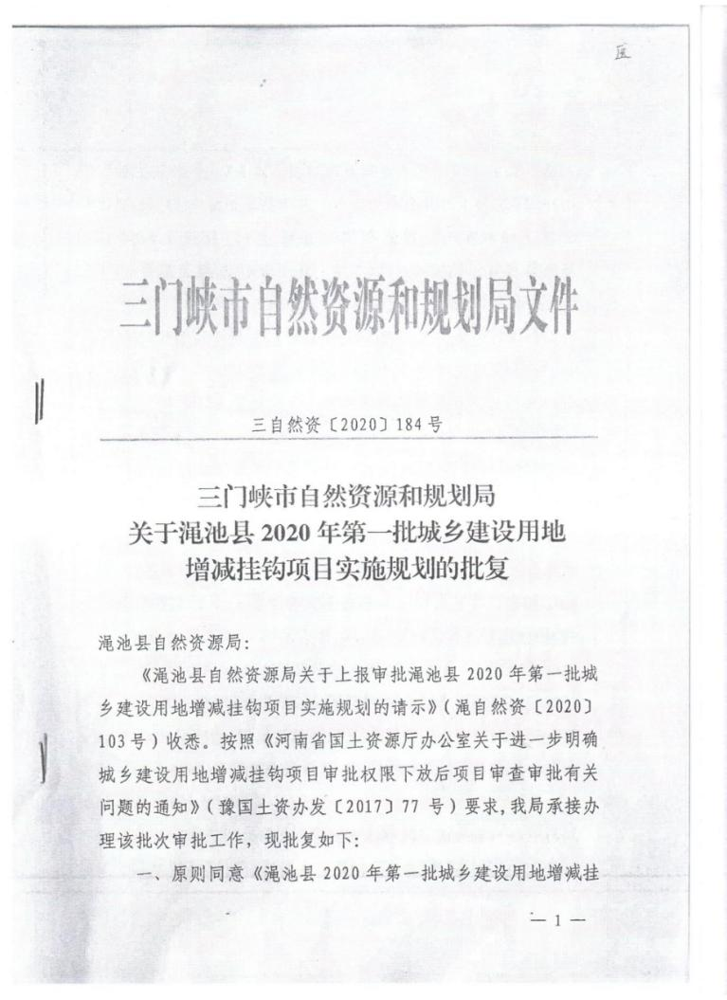 三门峡市自然资源和规划局文件
三自然资〔2020〕184号
三门峡市自然资源和规划局
关于渑池县2020年第一批城乡建设用地
增减挂钩项目实施规划的批复
渑池县自然资源局：
《渑池县自然资源局关于上报审批渑池县2020年第一批城
乡建设用地增减挂钩项目实施规划的请示》（渑自然资〔2020〕
103号）收悉。按照《河南省国土资源厅办公室关于进一步明确
城乡建设用地增减挂钩项目审批权限下放后项目审查审批有关
问题的通知》（豫国土资办发〔2017〕77号）要求，我局承接办
理该批次审批工作，现批复如下：
一、原则同意《渑池县2020年第一批城乡建设用地增减挂
— 1 —